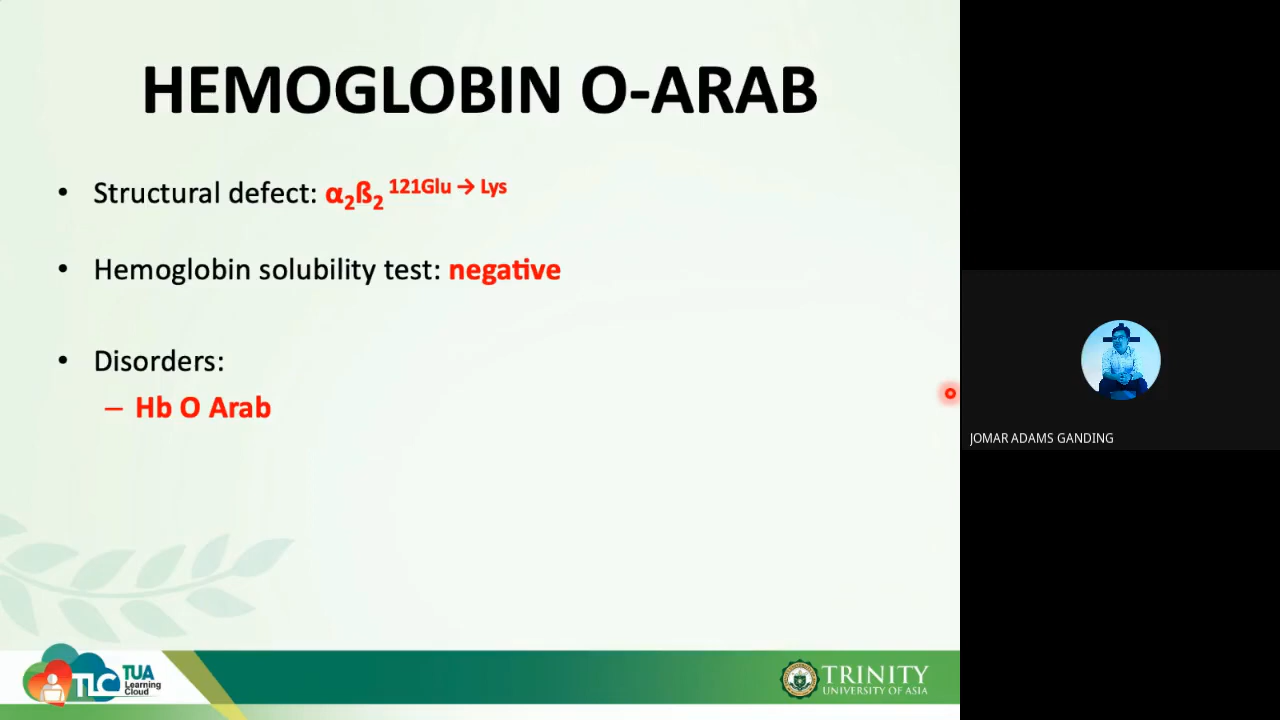 HEMOGLOBIN O-ARAB
• Structural defect: α₂ß₂ ¹²¹ᴳˡᵘ → ᴸʸˢ
• Hemoglobin solubility test: negative
• Disorders:
– Hb O Arab
JOMAR ADAMS GANDING
TLC
TUA
Learning
Cloud
TRINITY
UNIVERSITY OF ASIA